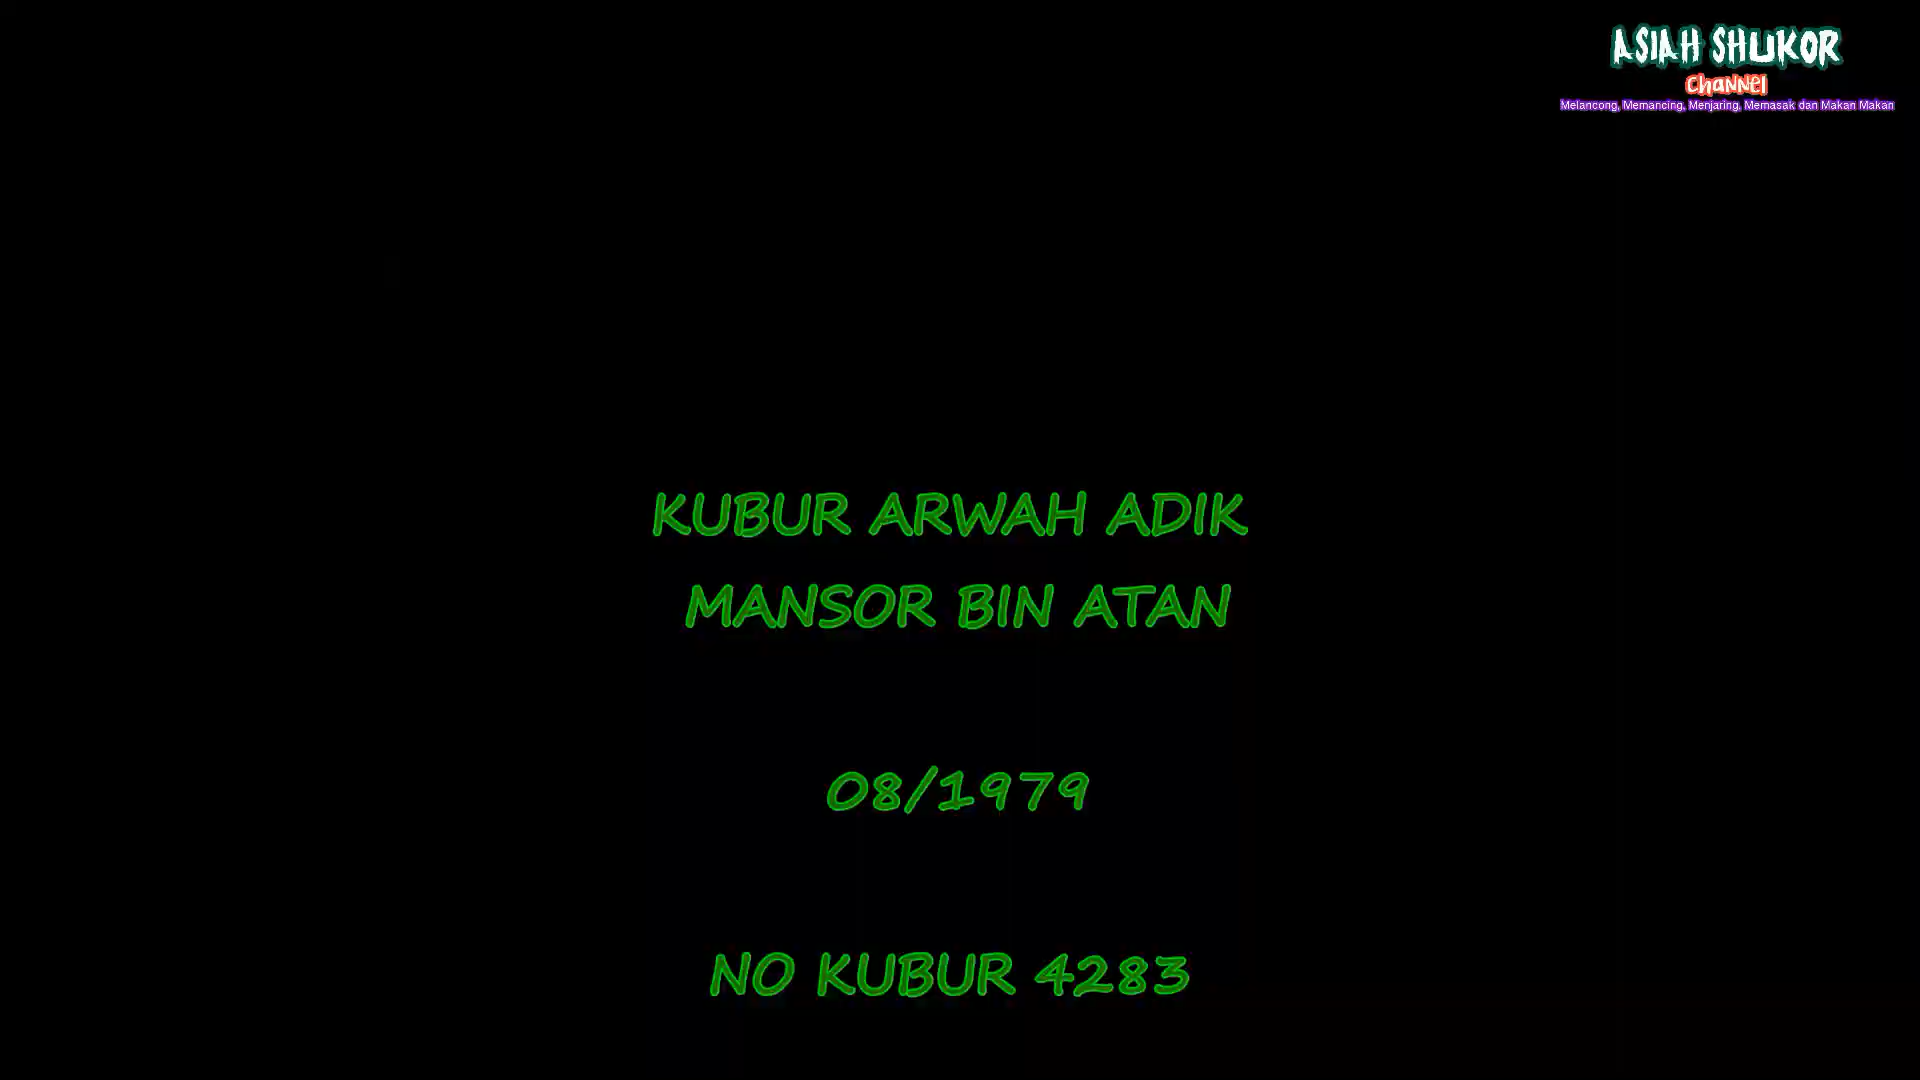 ASIAH SHUKOR
Channel
Melancong, Memancing, Menjaring, Memasak dan Makan Makan
KUBUR ARWAH ADIK
MANSOR BIN ATAN
08/1979
NO KUBUR 4283